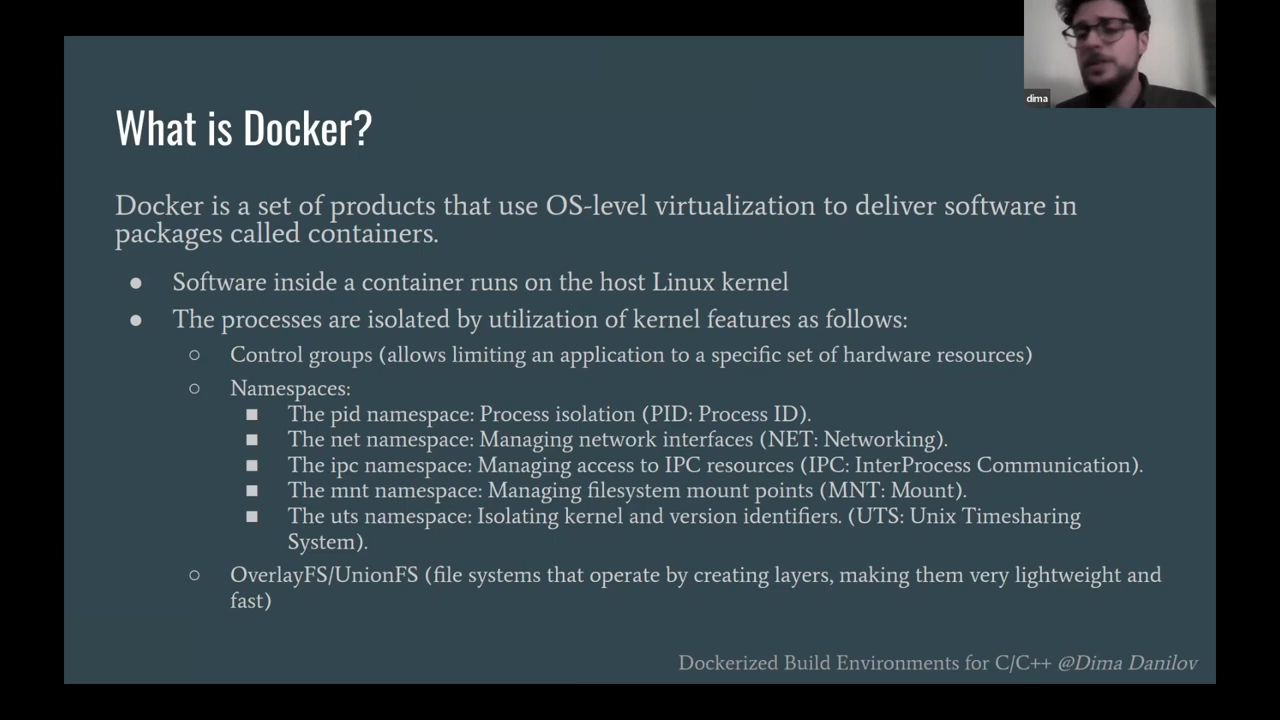 dima
What is Docker?
Docker is a set of products that use OS-level virtualization to deliver software in
packages called containers.
● Software inside a container runs on the host Linux kernel
● The processes are isolated by utilization of kernel features as follows:
○ Control groups (allows limiting an application to a specific set of hardware resources)
○ Namespaces:
■ The pid namespace: Process isolation (PID: Process ID).
■ The net namespace: Managing network interfaces (NET: Networking).
■ The ipc namespace: Managing access to IPC resources (IPC: InterProcess Communication).
■ The mnt namespace: Managing filesystem mount points (MNT: Mount).
■ The uts namespace: Isolating kernel and version identifiers. (UTS: Unix Timesharing
System).
○ OverlayFS/UnionFS (file systems that operate by creating layers, making them very lightweight and
fast)
Dockerized Build Environments for C/C++ @Dima Danilov